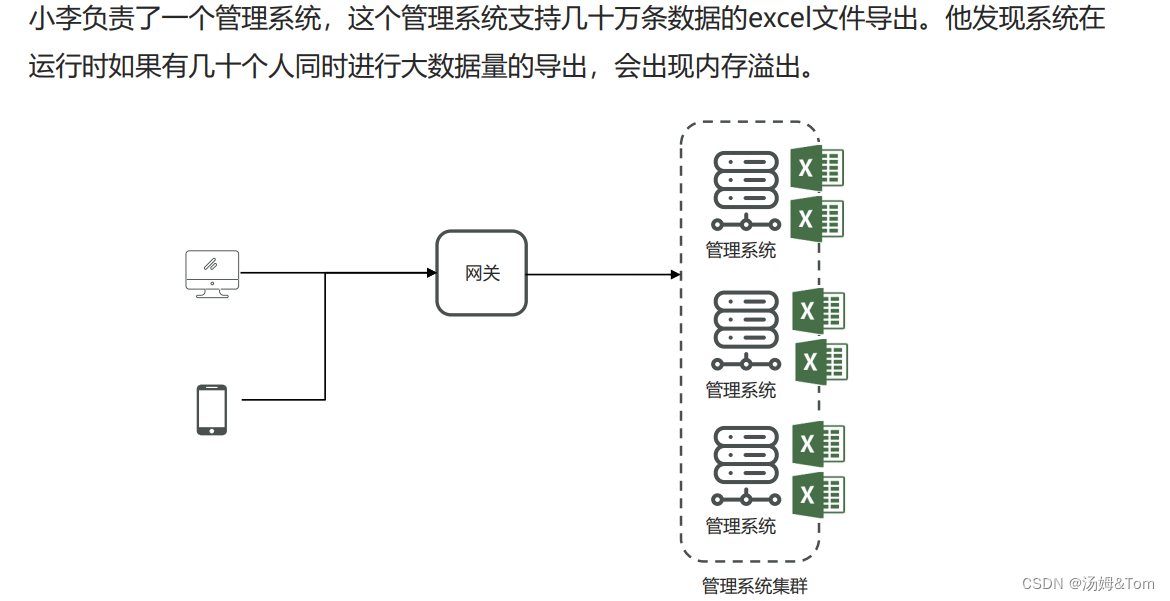 小李负责了一个管理系统，这个管理系统支持几十万条数据的excel文件导出。他发现系统在
运行时如果有几十个人同时进行大数据量的导出，会出现内存溢出。
X
X
管理系统
网关
X
X
管理系统
X
X
管理系统
管理系统集群
CSDN @汤姆&Tom